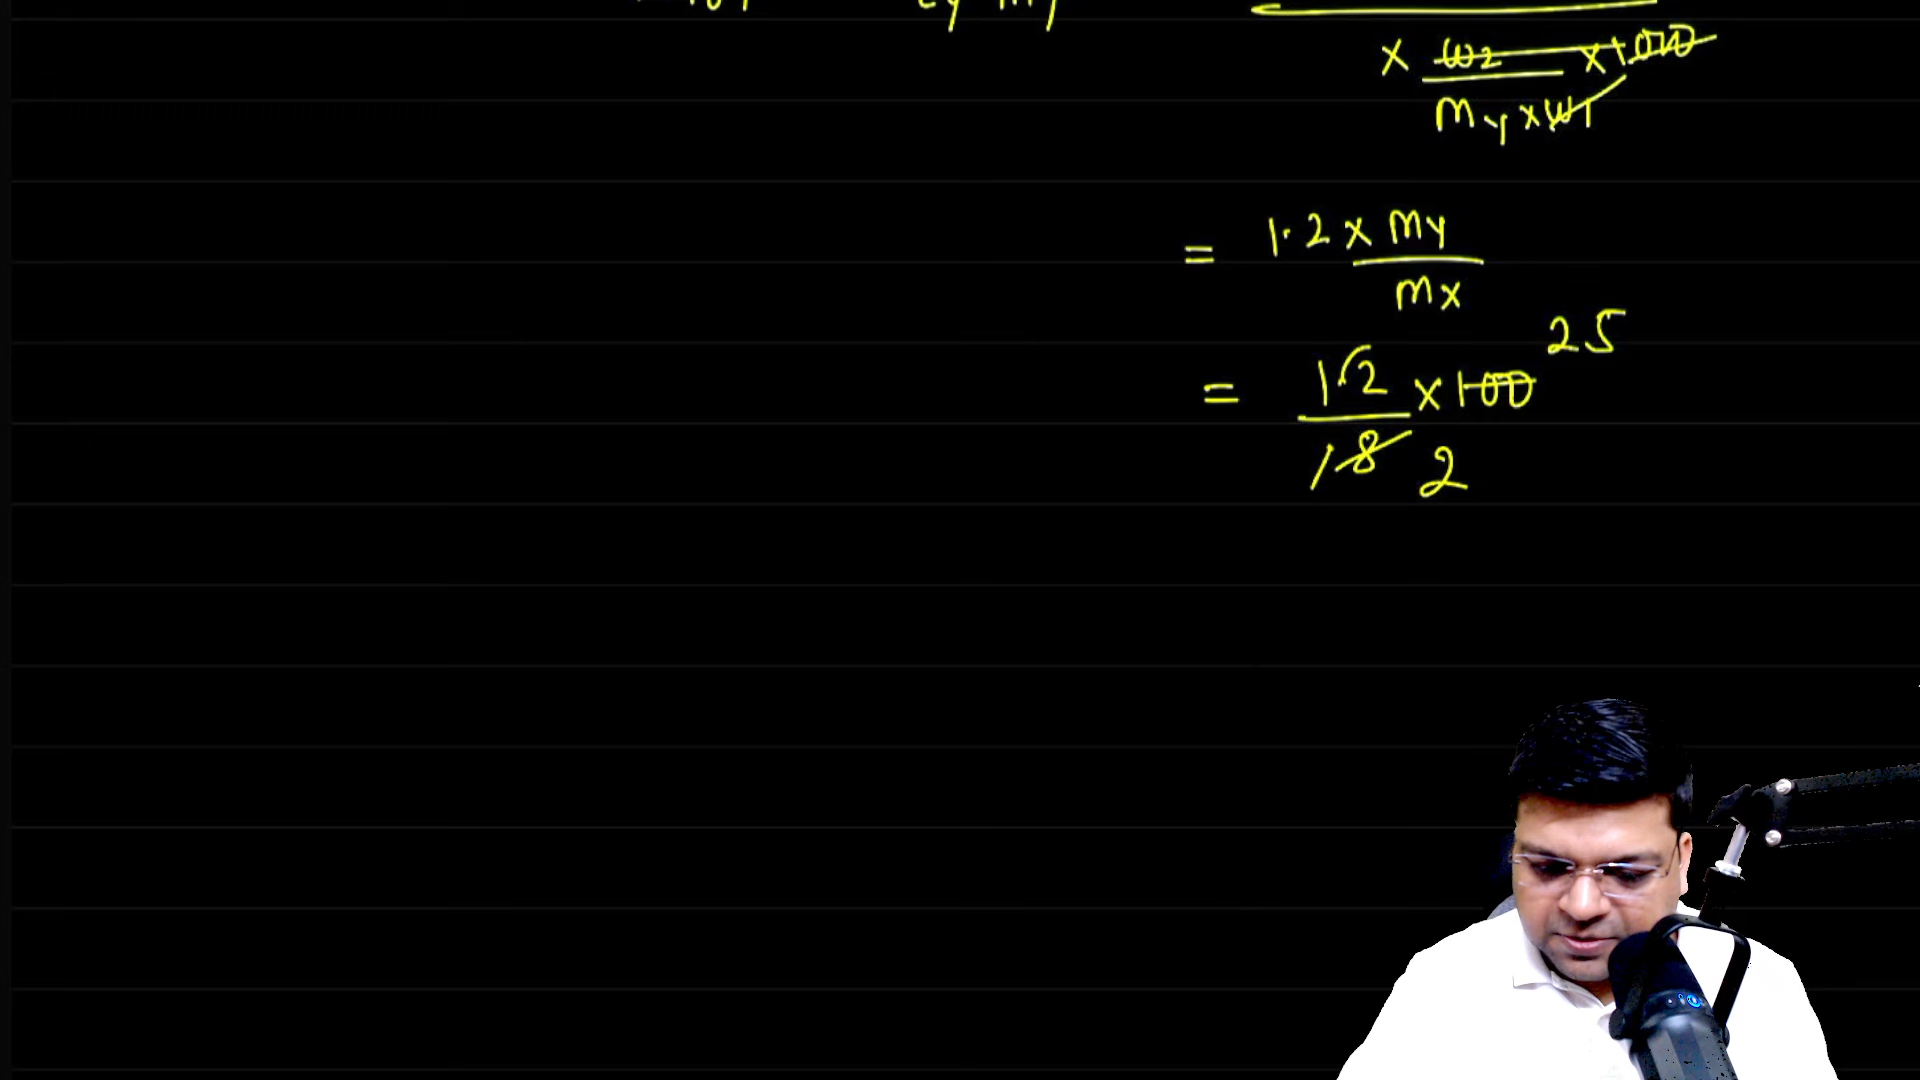 × w2 × 1000
My × w1
= 1.2 × My
Mx
25
= 1.2 × 100
18 2